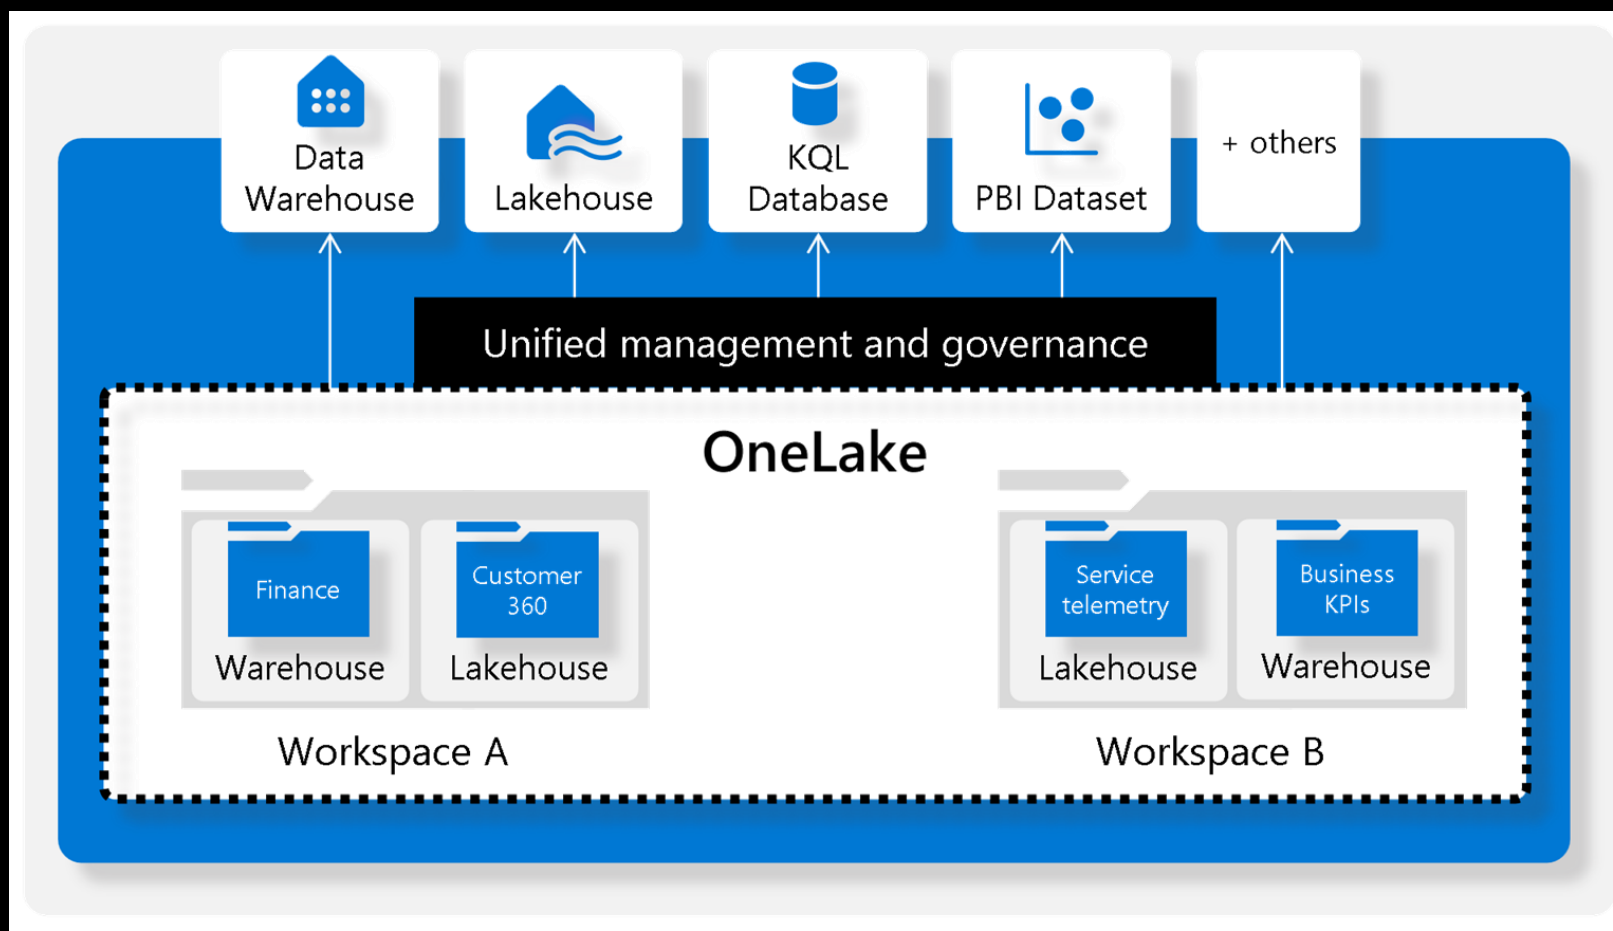 Data
Warehouse
Lakehouse
KQL
Database
PBI Dataset
+ others
Unified management and governance
OneLake
Finance
Warehouse
Customer
360
Lakehouse
Workspace A
Service
telemetry
Lakehouse
Business
KPIs
Warehouse
Workspace B